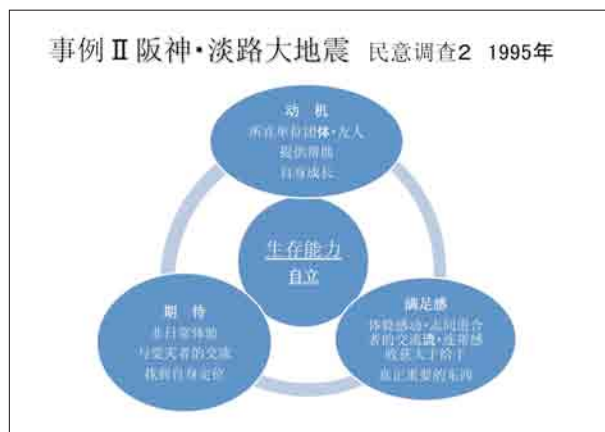 事例Ⅱ阪神・淡路大地震 民意调查2 1995年
动 机
所在单位团体・友人
提供帮助
自身成长
生存能力
自立
期 待
非日常体验
与受灾者的交流
找到自身定位
满足感
体验感动・志同道合
者的交流・连带感
收获大于给予
真正重要的东西